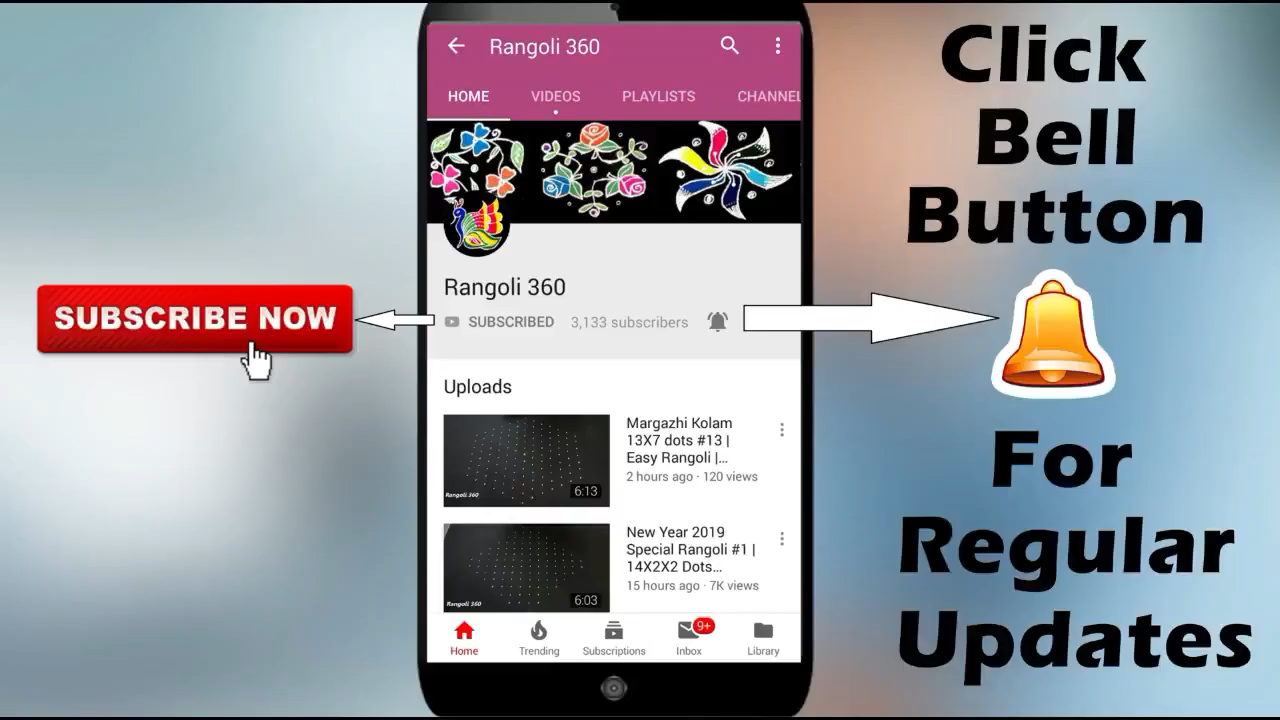 Rangoli 360
HOME VIDEOS PLAYLISTS CHANNEL
Rangoli 360
SUBSCRIBED 3,133 subscribers
Uploads
Margazhi Kolam
13X7 dots #13 |
Easy Rangoli |...
2 hours ago · 120 views
6:13
Rangoli 360
New Year 2019
Special Rangoli #1 |
14X2X2 Dots...
15 hours ago · 7K views
6:03
Rangoli 360
9+
Home Trending Subscriptions Inbox Library
SUBSCRIBE NOW
Click
Bell
Button
For
Regular
Updates